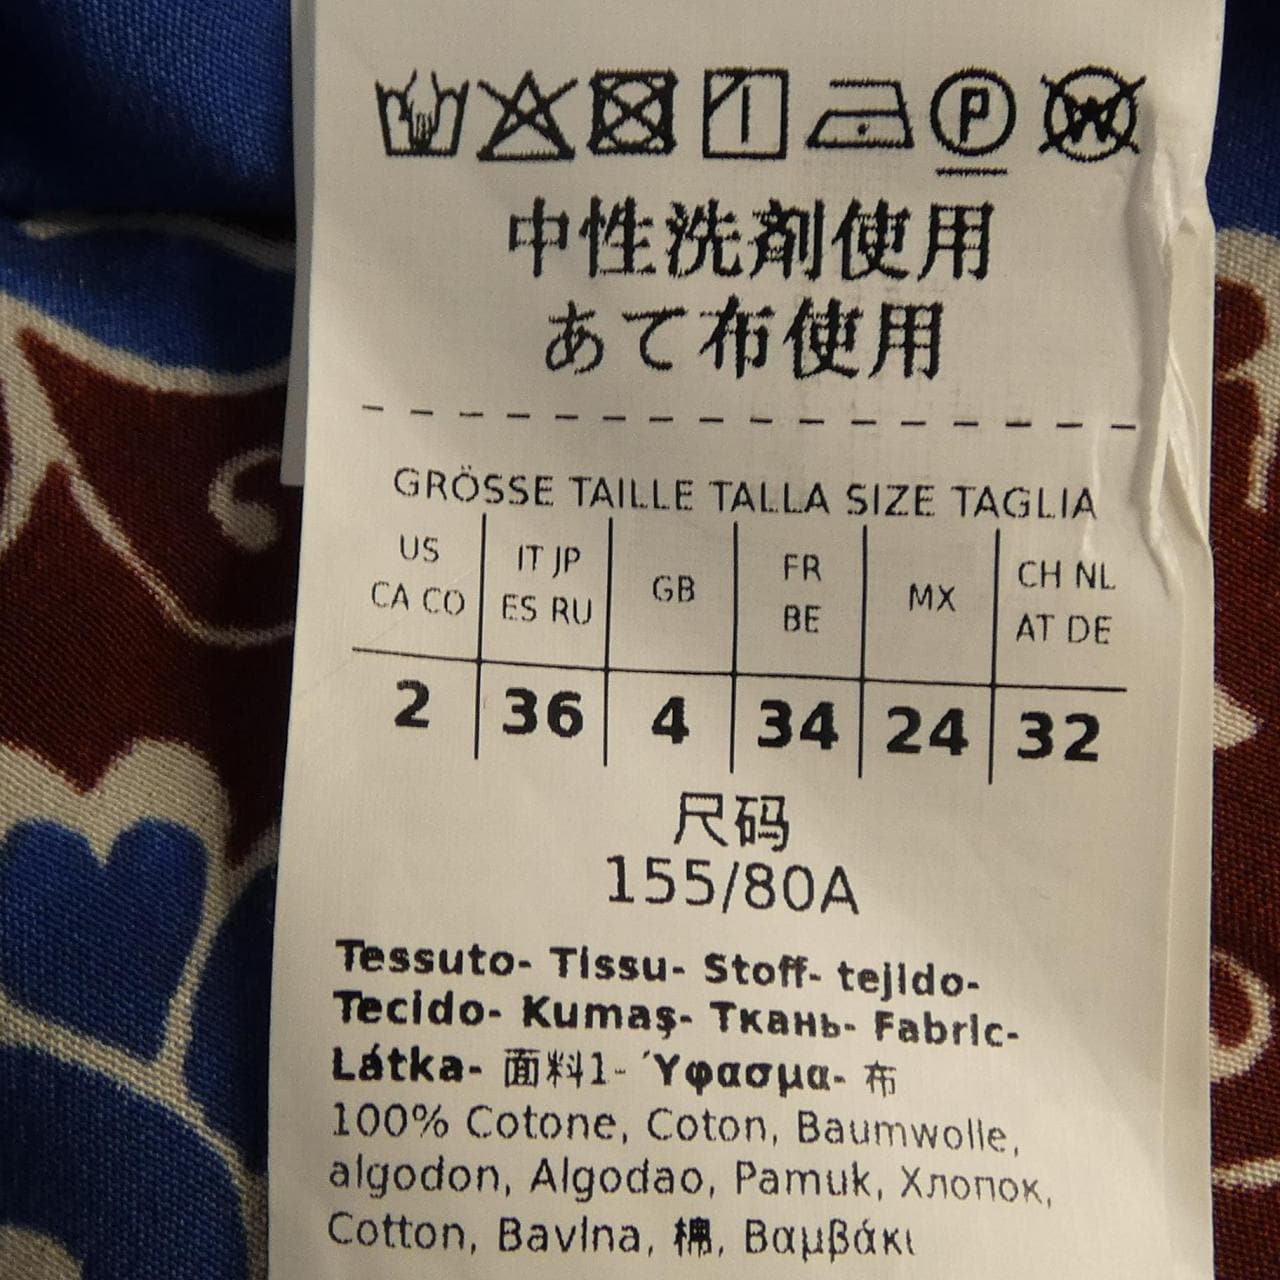 P W
中性洗剤使用
あて布使用
GRÖSSE TAILLE TALLA SIZE TAGLIA
US CA CO IT JP ES RU GB FR BE MX CH NL AT DE
2 36 4 34 24 32
尺码
155/80A
Tessuto- Tissu- Stoff- tejido-
Tecido- Kumaş- Ткань- Fabric-
Látka- 面料1- Ύφασμα- 布
100% Cotone, Coton, Baumwolle,
algodon, Algodao, Pamuk, Хлопок,
Cotton, Bavlna, 棉, Βαμβάκι